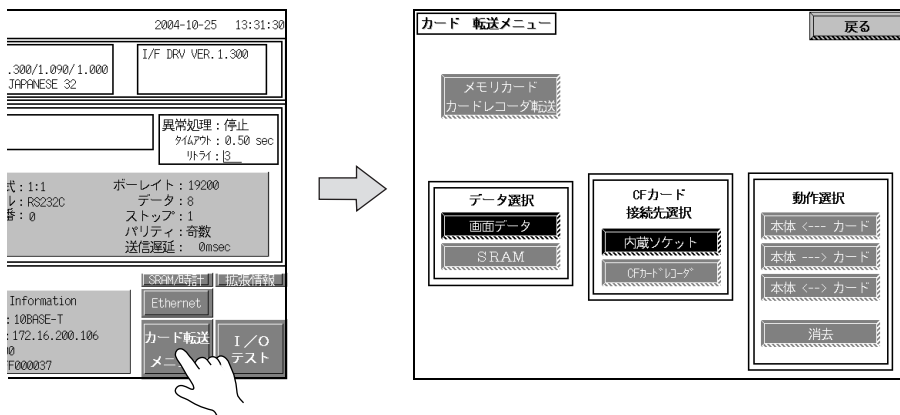 2004-10-25 13:31:30
.300/1.090/1.000
JAPANESE 32
I/F DRV VER.1.300
異常処理：停止
ﾀｲﾑｱｳﾄ：0.50 sec
ﾘﾄﾗｲ：3
式：1:1
ル：RS232C
番：0
ボーレイト：19200
データ：8
ストップ：1
パリティ：奇数
送信遅延： 0msec
SRAM/時計
拡張情報
Information
：10BASE-T
：172.16.200.106
00
FF000037
Ethernet
カード転送
I/O
テスト
カード 転送メニュー
戻る
メモリカード
カードレコーダ転送
データ選択
画面データ
SRAM
CFカード
接続先選択
内蔵ソケット
CFｶｰﾄﾞﾚｺｰﾀﾞ
動作選択
本体 <--- カード
本体 ---> カード
本体 <--> カード
消去